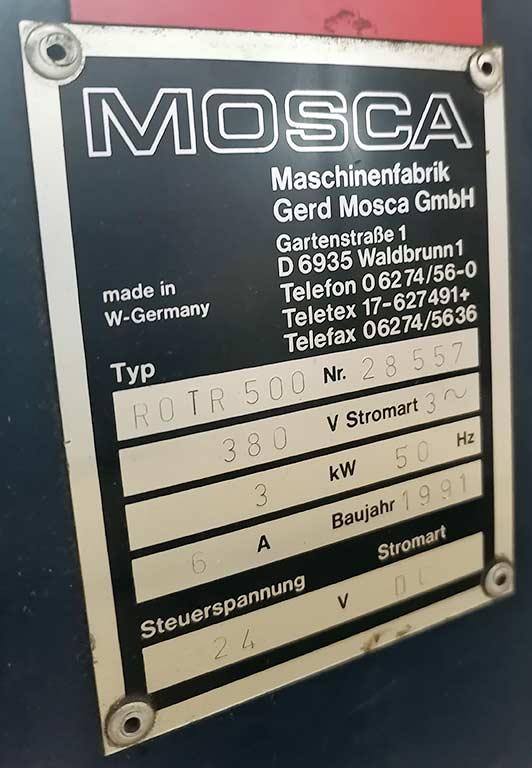 MOSCA
Maschinenfabrik
Gerd Mosca GmbH
Gartenstraße 1
D 6935 Waldbrunn 1
Telefon 0 62 74/56-0
Teletex 17-627491+
Telefax 06274/5636
made in
W-Germany
Typ ROTR 500 Nr. 28557
380 V Stromart 3~
3 kW 50 Hz
6 A Baujahr 1991
Steuerspannung Stromart
24 V DC